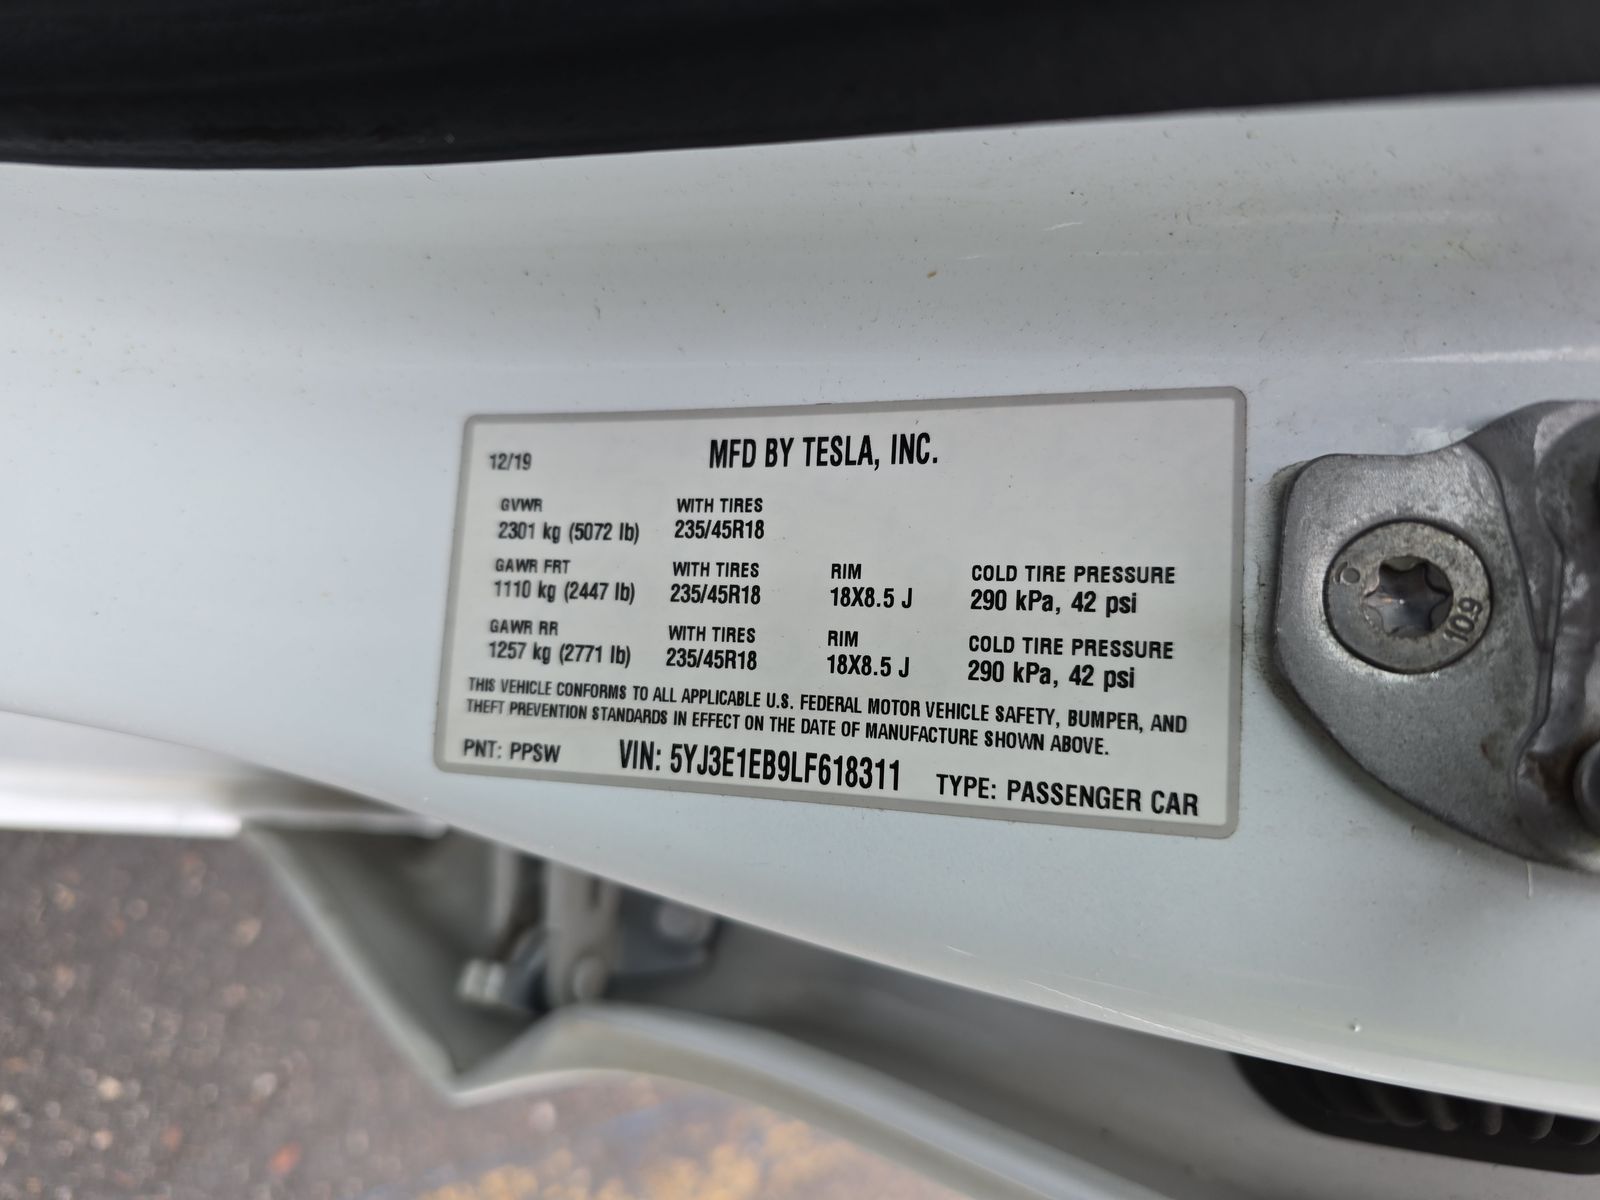 12/19 MFD BY TESLA, INC.
GVWR WITH TIRES
2301 kg (5072 lb) 235/45R18
GAWR FRT WITH TIRES RIM COLD TIRE PRESSURE
1110 kg (2447 lb) 235/45R18 18X8.5 J 290 kPa, 42 psi
GAWR RR WITH TIRES RIM COLD TIRE PRESSURE
1257 kg (2771 lb) 235/45R18 18X8.5 J 290 kPa, 42 psi
THIS VEHICLE CONFORMS TO ALL APPLICABLE U.S. FEDERAL MOTOR VEHICLE SAFETY, BUMPER, AND
THEFT PREVENTION STANDARDS IN EFFECT ON THE DATE OF MANUFACTURE SHOWN ABOVE.
PNT: PPSW VIN: 5YJ3E1EB9LF618311 TYPE: PASSENGER CAR
109